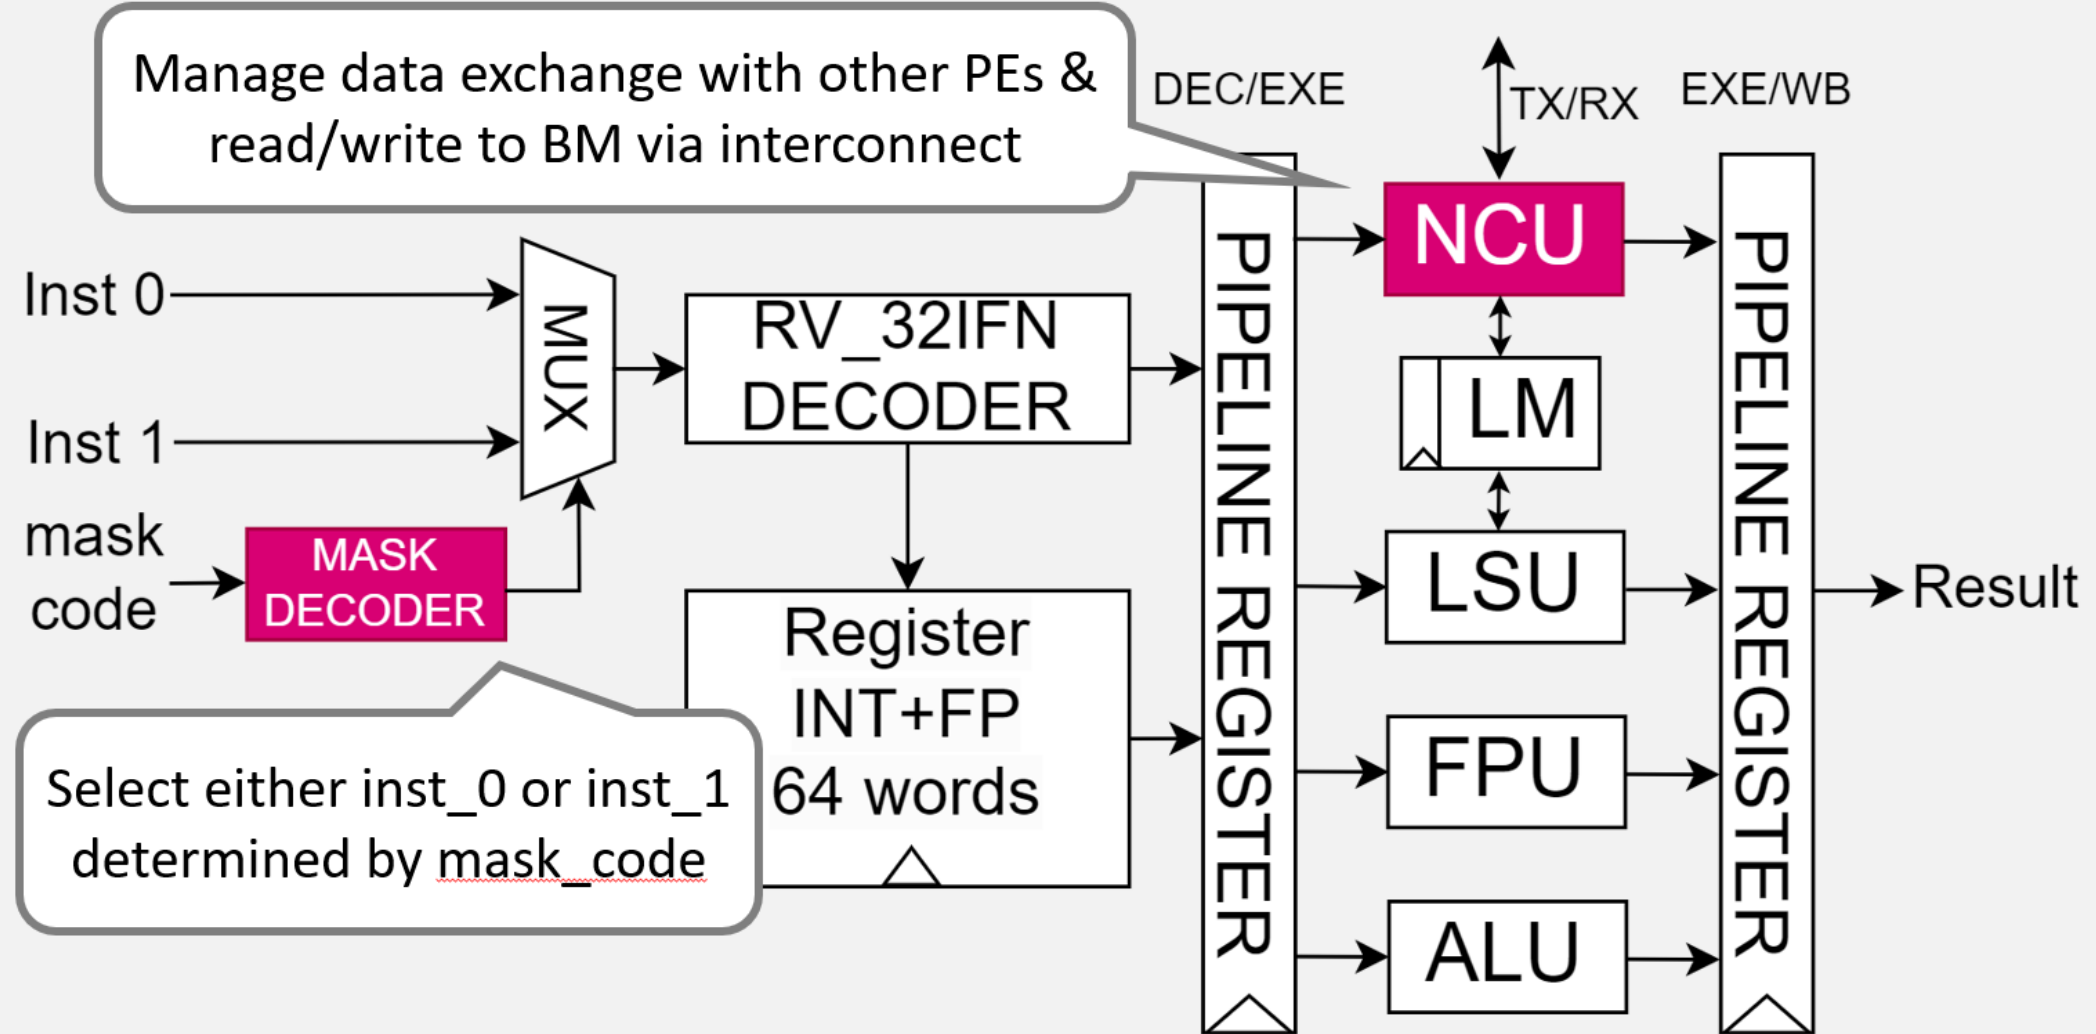 Manage data exchange with other PEs &
read/write to BM via interconnect
DEC/EXE
TX/RX
EXE/WB
Inst 0
Inst 1
mask
code
MUX
MASK
DECODER
RV_32IFN
DECODER
Register
INT+FP
64 words
Select either inst_0 or inst_1
determined by mask_code
PIPELINE REGISTER
NCU
LM
LSU
FPU
ALU
PIPELINE REGISTER
Result